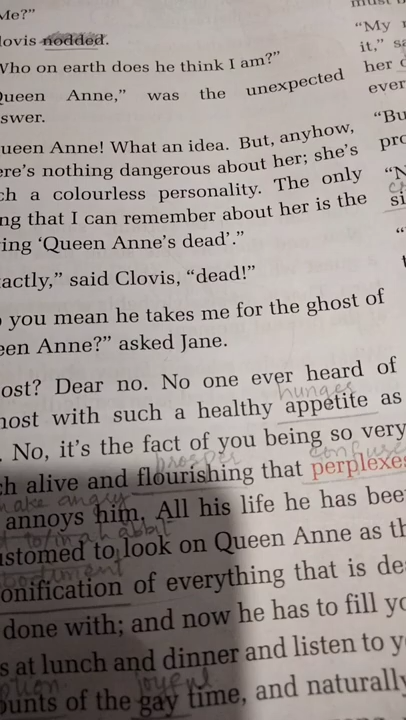 Me?"
lovis nodded.
Who on earth does he think I am?"
ueen Anne," was the unexpected
swer.
ueen Anne! What an idea. But, anyhow,
ere's nothing dangerous about her; she's
ch a colourless personality. The only
ng that I can remember about her is the
ing 'Queen Anne's dead'."
actly," said Clovis, "dead!"
you mean he takes me for the ghost of
een Anne?" asked Jane.
ost? Dear no. No one ever heard of
hunger
host with such a healthy appetite as
. No, it's the fact of you being so very
prosper confuse
ch alive and flourishing that perplexes
make angry
annoys him. All his life he has bee
ustomed to look on Queen Anne as th
onification of everything that is de
done with; and now he has to fill yo
s at lunch and dinner and listen to y
joyful
ounts of the gay time, and naturally
must b
"My
it," sa
her
ever
"Bu
pro
"N
si